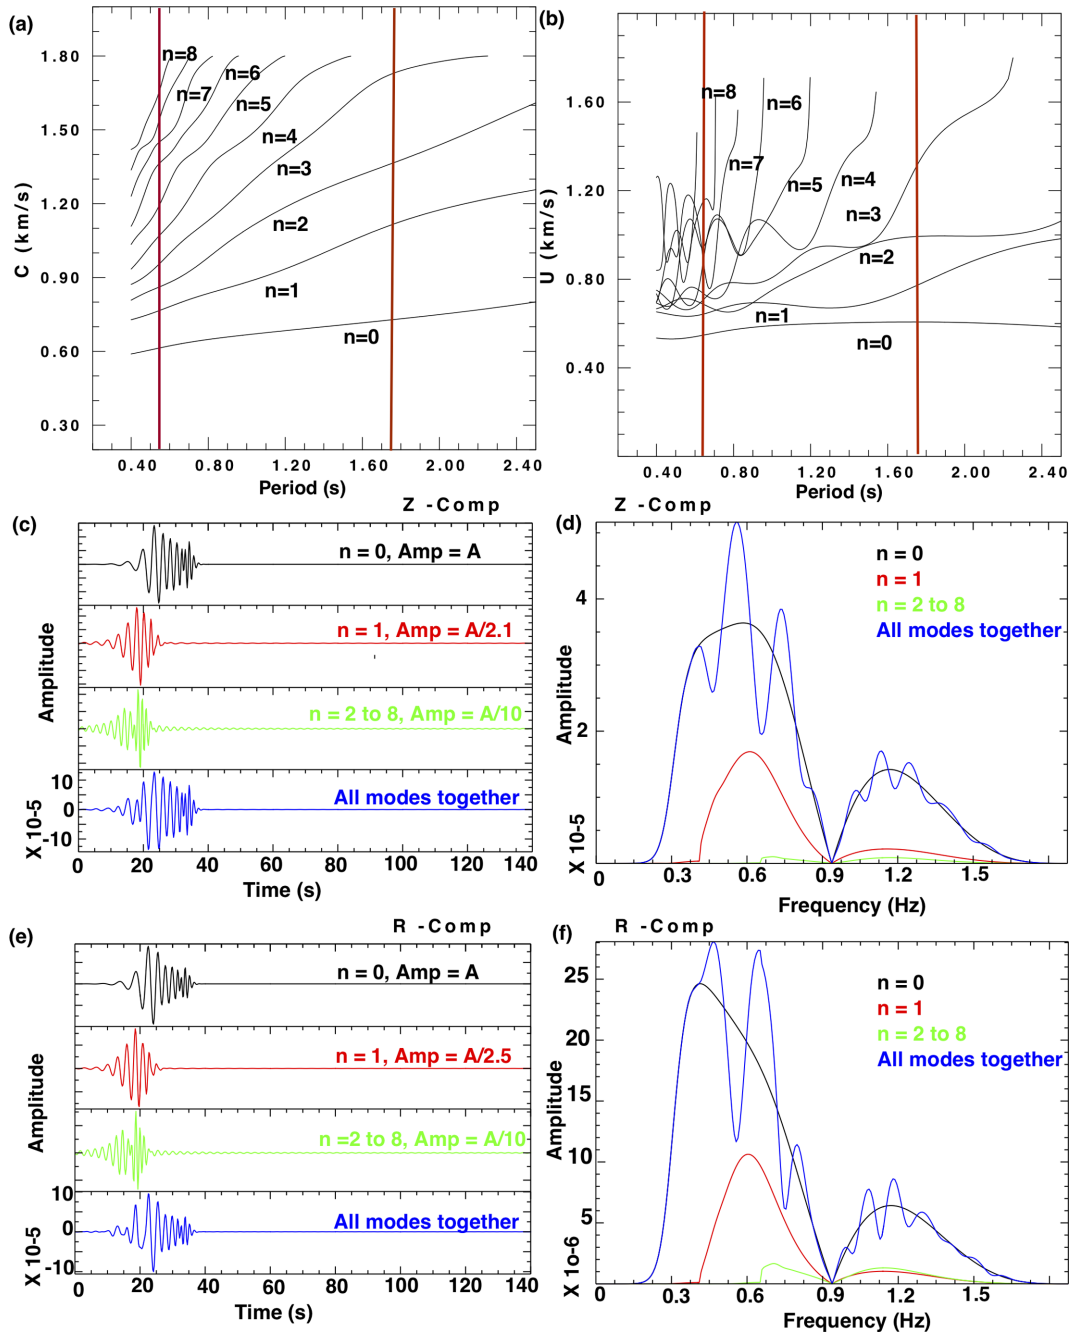 (a)
1.80
1.50
1.20
0.90
0.60
0.30
C (km/s)
n=8
n=7
n=6
n=5
n=4
n=3
n=2
n=1
n=0
0.40 0.80 1.20 1.60 2.00 2.40
Period (s)
(b)
1.60
1.20
0.80
0.40
U (km/s)
n=8
n=6
n=7
n=5
n=4
n=3
n=2
n=1
n=0
0.40 0.80 1.20 1.60 2.00
Period (s)
(c)
Z -Comp
n = 0, Amp = A
n = 1, Amp = A/2.1
n = 2 to 8, Amp = A/10
All modes together
Amplitude
X 10-5
10
0
-10
0 20 40 60 80 100 120 140
Time (s)
(d)
Z -Comp
n = 0
n = 1
n = 2 to 8
All modes together
4
2
Amplitude
X 10-5
0 0.3 0.6 0.9 1.2 1.5
Frequency (Hz)
(e)
R -Comp
n = 0, Amp = A
n = 1, Amp = A/2.5
n =2 to 8, Amp = A/10
All modes together
Amplitude
X 10-5
10
0
-10
0 20 40 60 80 100 120 140
Time (s)
(f)
R -Comp
n = 0
n = 1
n = 2 to 8
All modes together
25
20
15
10
5
Amplitude
X 1o-6
0 0.3 0.6 0.9 1.2 1.5
Frequency (Hz)